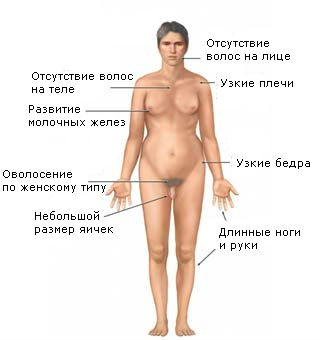 Отсутствие
волос на лице
Отсутствие волос
на теле
Узкие плечи
Развитие
молочных желез
Узкие бедра
Оволосение
по женскому типу
Небольшой
размер яичек
Длинные ноги
и руки